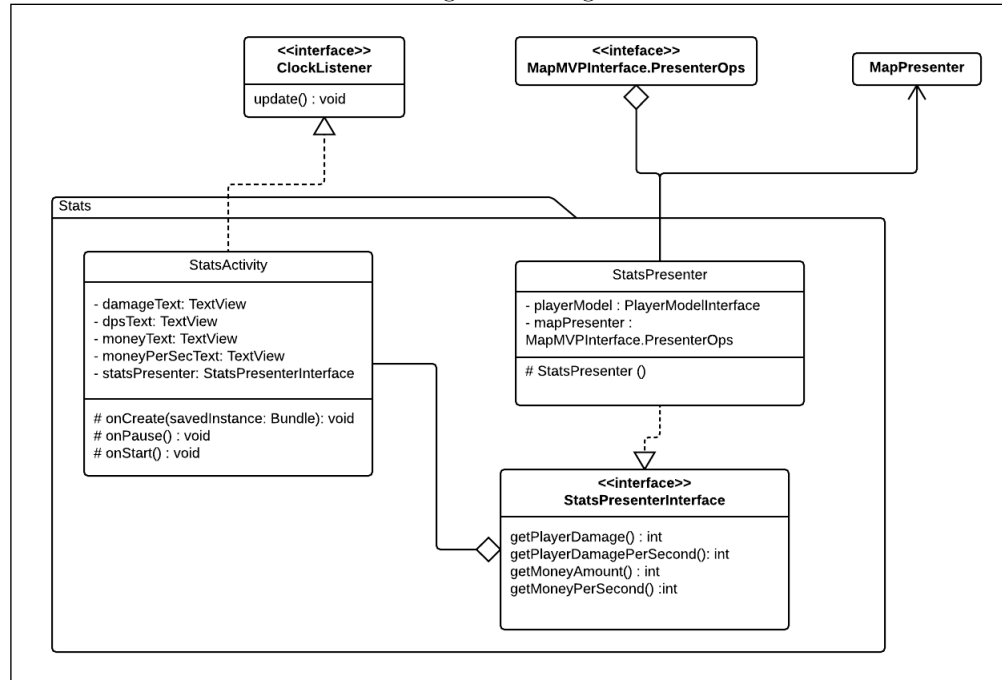 <<interface>>
ClockListener
update() : void
<<inteface>>
MapMVPInterface.PresenterOps
MapPresenter
Stats
StatsActivity
- damageText: TextView
- dpsText: TextView
- moneyText: TextView
- moneyPerSecText: TextView
- statsPresenter: StatsPresenterInterface
# onCreate(savedInstance: Bundle): void
# onPause() : void
# onStart() : void
StatsPresenter
- playerModel : PlayerModelInterface
- mapPresenter :
MapMVPInterface.PresenterOps
# StatsPresenter ()
<<interface>>
StatsPresenterInterface
getPlayerDamage() : int
getPlayerDamagePerSecond(): int
getMoneyAmount() : int
getMoneyPerSecond() :int